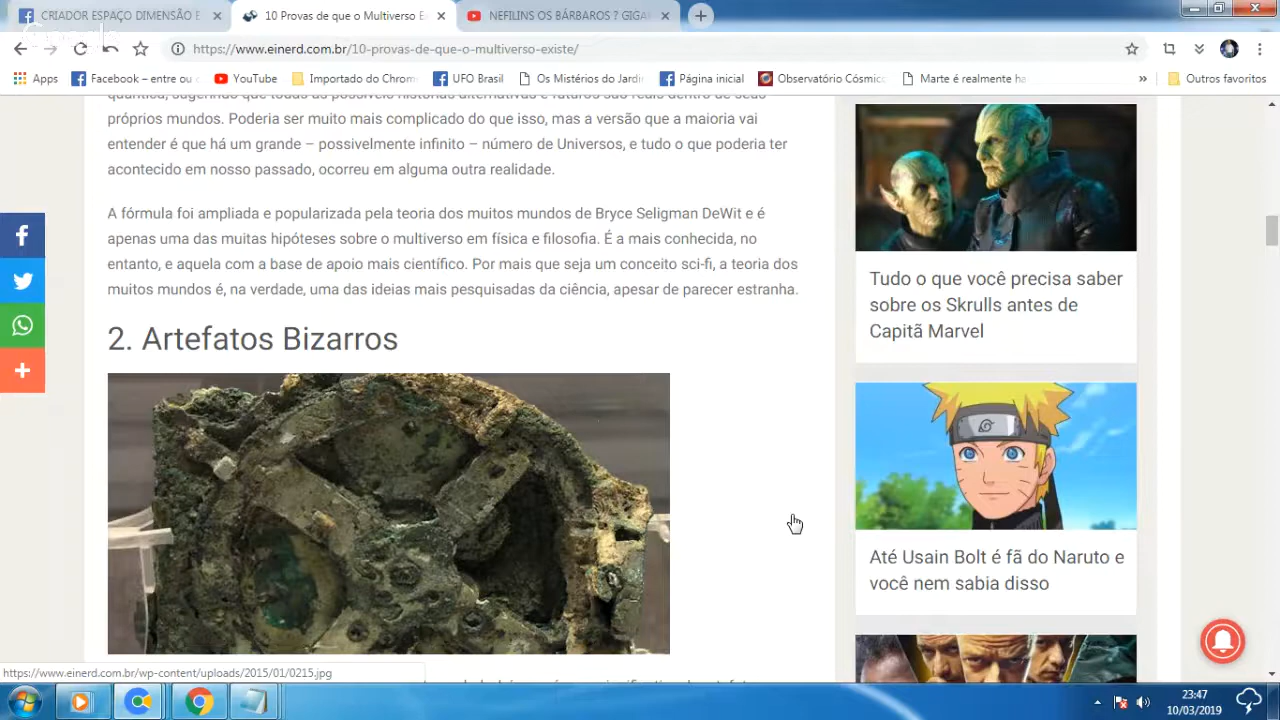 CRIADOR ESPAÇO DIMENSÃO E
10 Provas de que o Multiverso Ex
NEFILINS OS BÁRBAROS ? GIGA
https://www.einerd.com.br/10-provas-de-que-o-multiverso-existe/
Apps
Facebook – entre ou c
YouTube
Importado do Chrom
UFO Brasil
Os Mistérios do Jardi
Página Inicial
Observatório Cósmic
Marte é realmente ha
»
Outros favoritos
quântica, sugerindo que todas as possíveis histórias alternativas e futuros são reais dentro de seus
próprios mundos. Poderia ser muito mais complicado do que isso, mas a versão que a maioria vai
entender é que há um grande – possivelmente infinito – número de Universos, e tudo o que poderia ter
acontecido em nosso passado, ocorreu em alguma outra realidade.
A fórmula foi ampliada e popularizada pela teoria dos muitos mundos de Bryce Seligman DeWit e é
apenas uma das muitas hipóteses sobre o multiverso em física e filosofia. É a mais conhecida, no
entanto, e aquela com a base de apoio mais científico. Por mais que seja um conceito sci-fi, a teoria dos
muitos mundos é, na verdade, uma das ideias mais pesquisadas da ciência, apesar de parecer estranha.
2. Artefatos Bizarros
Tudo o que você precisa saber
sobre os Skrulls antes de
Capitã Marvel
Até Usain Bolt é fã do Naruto e
você nem sabia disso
https://www.einerd.com.br/wp-content/uploads/2015/01/0215.jpg
23:47
10/03/2019